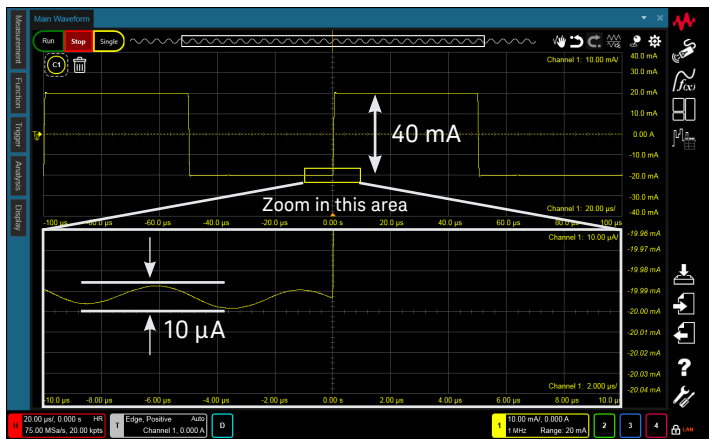 Main Waveform
Measurement
Function
Trigger
Analysis
Display
Run
Stop
Single
C1
Channel 1: 10.00 mA/
40.0 mA
30.0 mA
20.0 mA
10.0 mA
0.00 A
-10.0 mA
-20.0 mA
-30.0 mA
-40.0 mA
40 mA
Zoom in this area
Channel 1: 20.00 µs/
-100 µs -80.0 µs -60.0 µs -40.0 µs -20.0 µs 0.00 s 20.0 µs 40.0 µs 60.0 µs 80.0 µs 100 µs
Channel 1: 10.00 µA/
-19.96 mA
-19.97 mA
-19.98 mA
-19.99 mA
-20.00 mA
-20.01 mA
-20.02 mA
-20.03 mA
-20.04 mA
10 µA
Channel 1: 2.000 µs/
-10.0 µs -8.00 µs -6.00 µs -4.00 µs -2.00 µs 0.00 s 2.00 µs 4.00 µs 6.00 µs 8.00 µs 10.0 µs
f(x)
?
H
20.00 µs/, 0.000 s HR
75.00 MSa/s, 20.00 kpts
T
Edge, Positive Auto
Channel 1, 0.000 A
D
1
10.00 mA/, 0.000 A
1 MHz Range: 20 mA
2
3
4
LAN